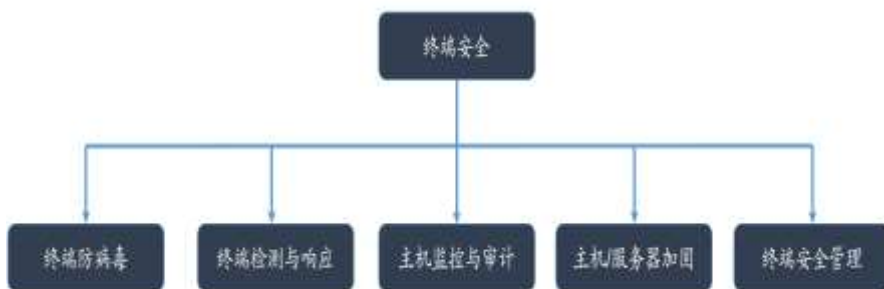 终端安全
终端防病毒
终端检测与响应
主机监控与审计
主机/服务器加固
终端安全管理